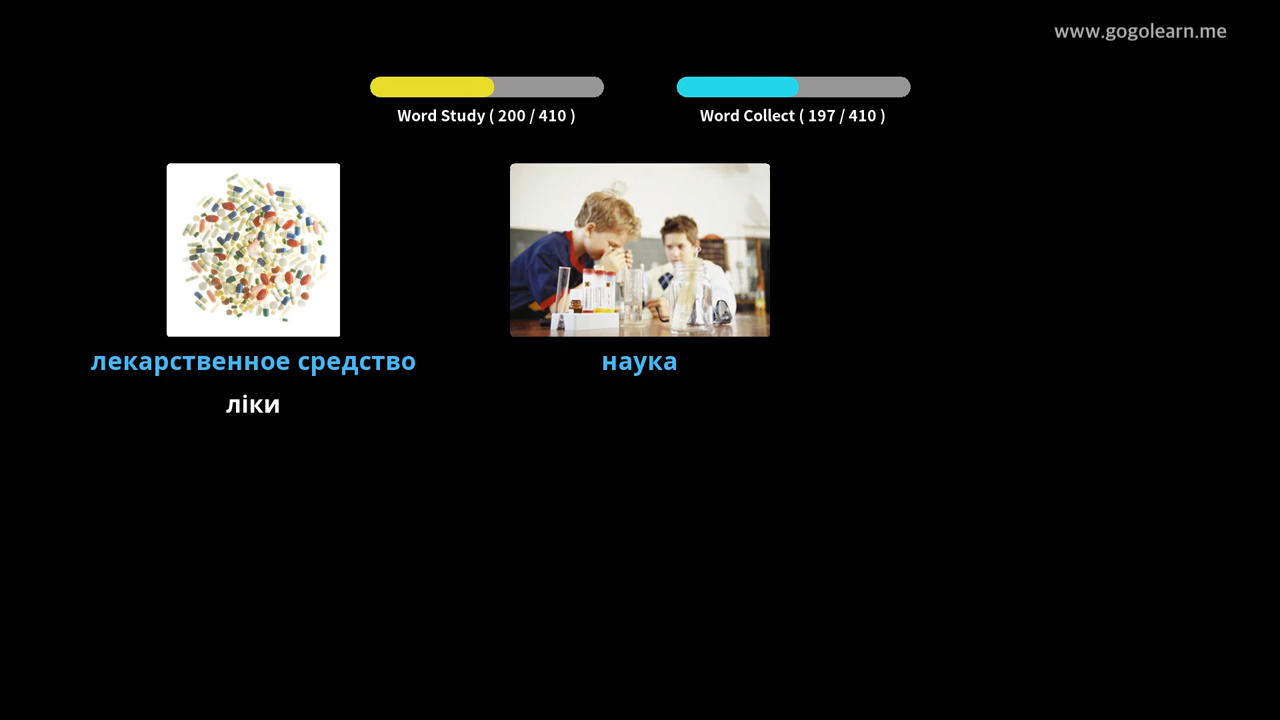 www.gogolearn.me
Word Study ( 200 / 410 )
Word Collect ( 197 / 410 )
лекарственное средство
наука
ліки